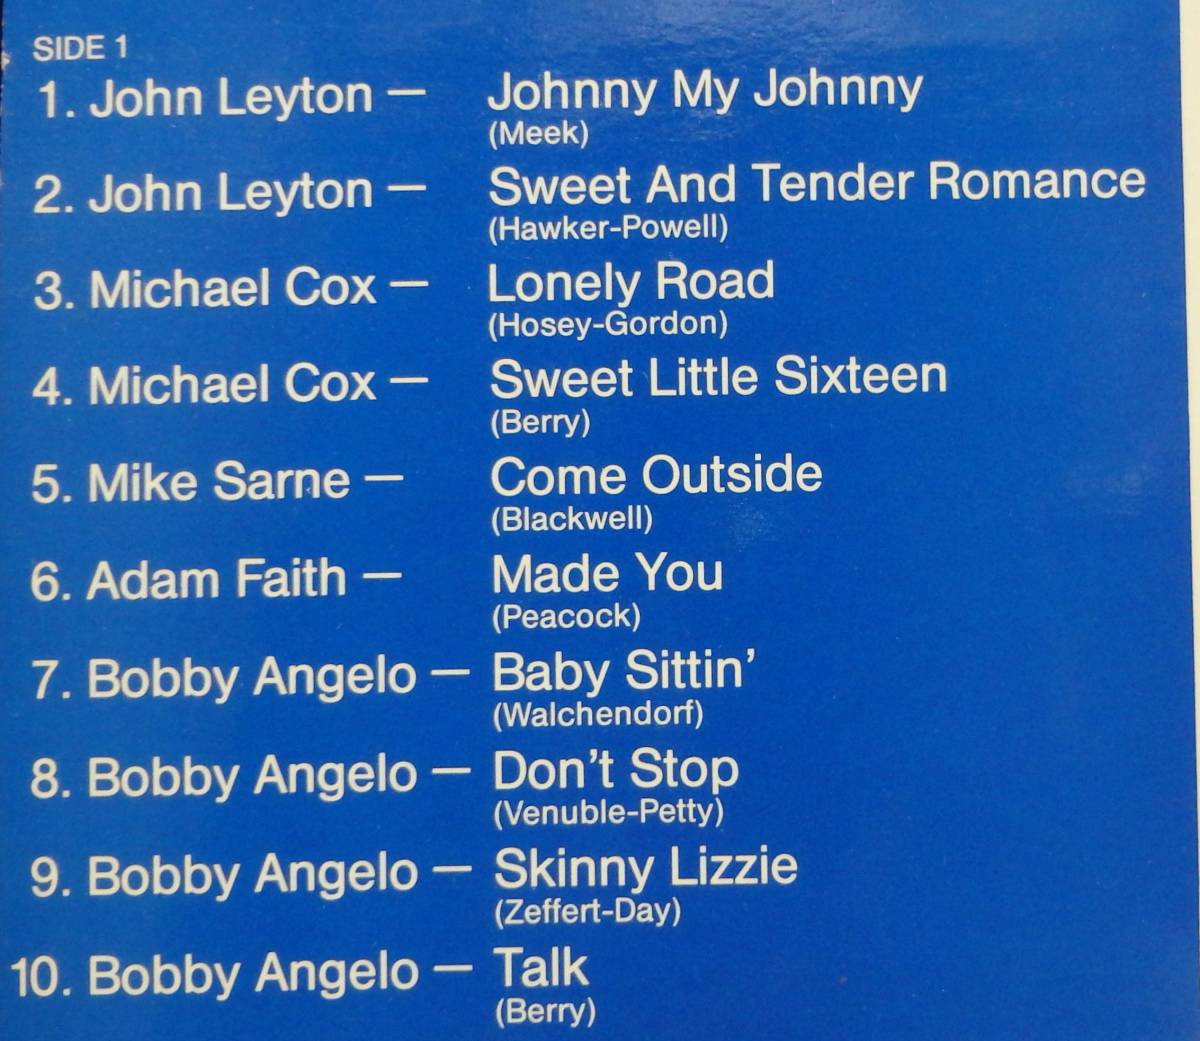 SIDE 1
1. John Leyton — Johnny My Johnny
(Meek)
2. John Leyton — Sweet And Tender Romance
(Hawker-Powell)
3. Michael Cox — Lonely Road
(Hosey-Gordon)
4. Michael Cox — Sweet Little Sixteen
(Berry)
5. Mike Sarne — Come Outside
(Blackwell)
6. Adam Faith — Made You
(Peacock)
7. Bobby Angelo — Baby Sittin’
(Walchendorf)
8. Bobby Angelo — Don’t Stop
(Venuble-Petty)
9. Bobby Angelo — Skinny Lizzie
(Zeffert-Day)
10. Bobby Angelo — Talk
(Berry)